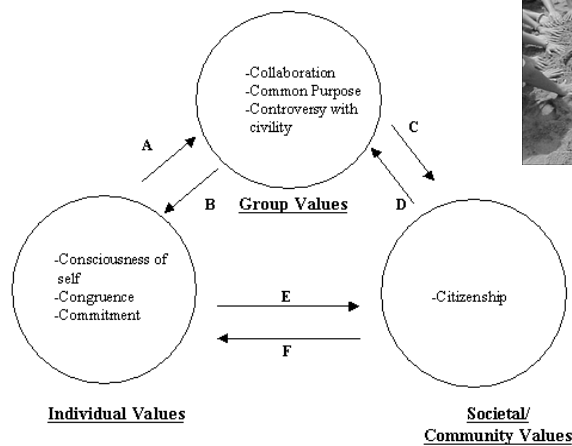 -Collaboration
-Common Purpose
-Controversy with
civility
A
C
B
D
Group Values
-Consciousness of
self
-Congruence
-Commitment
E
-Citizenship
F
Individual Values
Societal/
Community Values